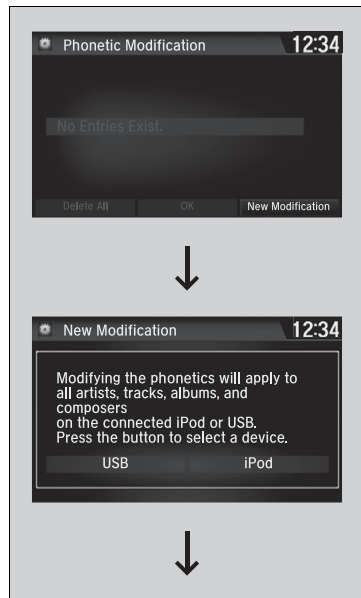 Phonetic Modification 12:34
No Entries Exist.
Delete All OK New Modification
New Modification 12:34
Modifying the phonetics will apply to
all artists, tracks, albums, and
composers
on the connected iPod or USB.
Press the button to select a device.
USB iPod